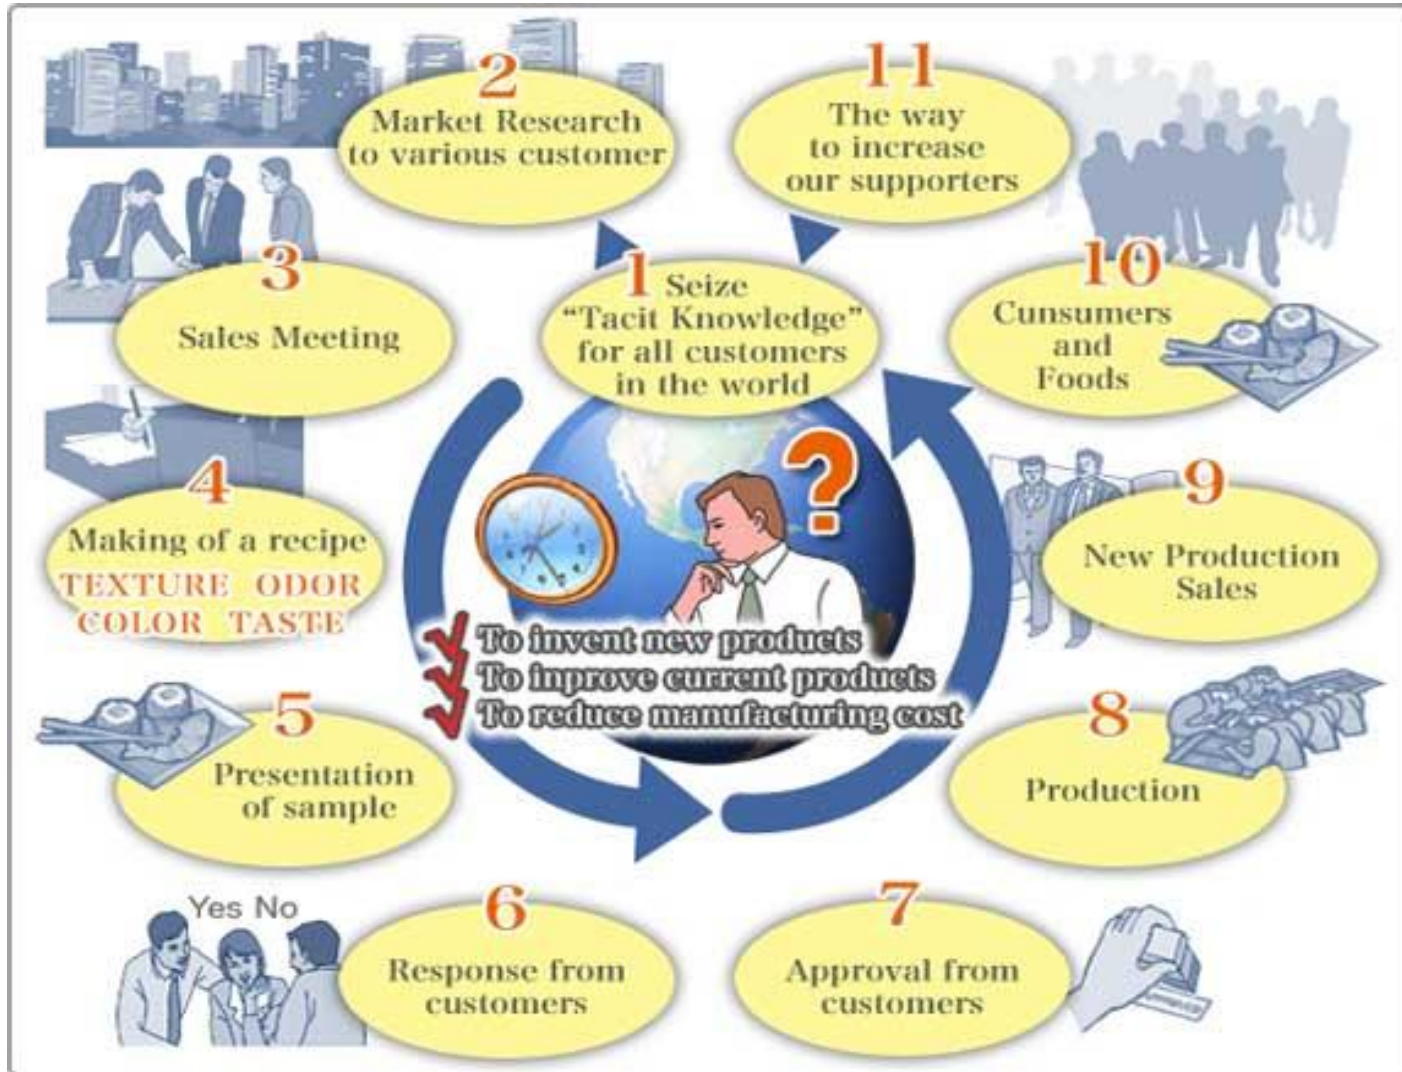 1
Seize
“Tacit Knowledge”
for all customers
in the world
2
Market Research
to various customer
3
Sales Meeting
4
Making of a recipe
TEXTURE ODOR
COLOR TASTE
5
Presentation
of sample
Yes No
6
Response from
customers
7
Approval from
customers
8
Production
9
New Production
Sales
10
Cunsumers
and
Foods
11
The way
to increase
our supporters
?
To invent new products
To inprove current products
To reduce manufacturing cost